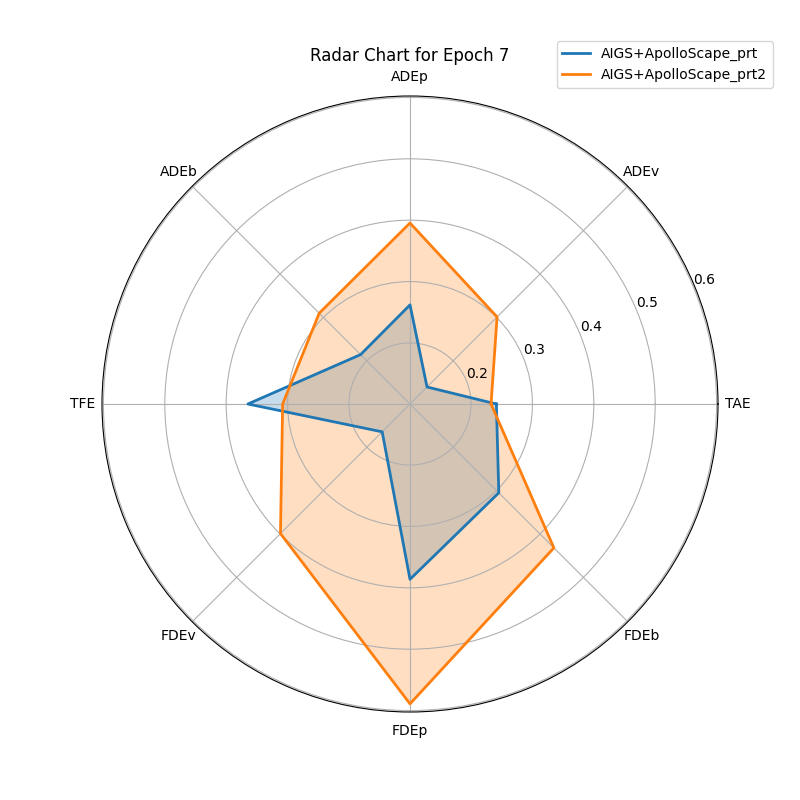 Radar Chart for Epoch 7
AIGS+ApolloScape_prt
AIGS+ApolloScape_prt2
ADEp
ADEb
ADEv
0.6
0.5
0.4
0.3
0.2
TFE
TAE
FDEv
FDEb
FDEp